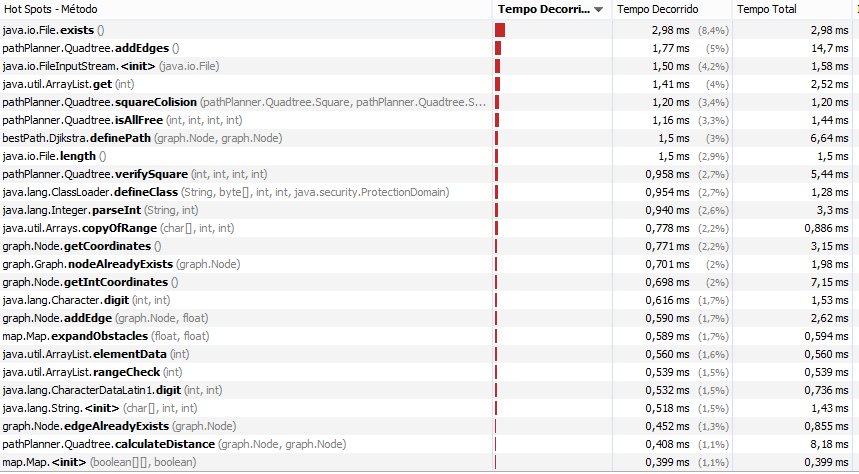 Hot Spots - Método Tempo Decorri... Tempo Decorrido Tempo Total
java.io.File.exists () 2,98 ms (8,4%) 2,98 ms
pathPlanner.Quadtree.addEdges () 1,77 ms (5%) 14,7 ms
java.io.FileInputStream.<init> (java.io.File) 1,50 ms (4,2%) 1,58 ms
java.util.ArrayList.get (int) 1,41 ms (4%) 2,52 ms
pathPlanner.Quadtree.squareColision (pathPlanner.Quadtree.Square, pathPlanner.Quadtree.S... 1,20 ms (3,4%) 1,20 ms
pathPlanner.Quadtree.isAllFree (int, int, int, int) 1,16 ms (3,3%) 1,44 ms
bestPath.Djikstra.definePath (graph.Node, graph.Node) 1,5 ms (3%) 6,64 ms
java.io.File.length () 1,5 ms (2,9%) 1,5 ms
pathPlanner.Quadtree.verifySquare (int, int, int, int) 0,958 ms (2,7%) 5,44 ms
java.lang.ClassLoader.defineClass (String, byte[], int, int, java.security.ProtectionDomain) 0,954 ms (2,7%) 1,28 ms
java.lang.Integer.parseInt (String, int) 0,940 ms (2,6%) 3,3 ms
java.util.Arrays.copyOfRange (char[], int, int) 0,778 ms (2,2%) 0,886 ms
graph.Node.getCoordinates () 0,771 ms (2,2%) 3,15 ms
graph.Graph.nodeAlreadyExists (graph.Node) 0,701 ms (2%) 1,98 ms
graph.Node.getIntCoordinates () 0,698 ms (2%) 7,15 ms
java.lang.Character.digit (int, int) 0,616 ms (1,7%) 1,53 ms
graph.Node.addEdge (graph.Node, float) 0,590 ms (1,7%) 2,62 ms
map.Map.expandObstacles (float, float) 0,589 ms (1,7%) 0,594 ms
java.util.ArrayList.elementData (int) 0,560 ms (1,6%) 0,560 ms
java.util.ArrayList.rangeCheck (int) 0,539 ms (1,5%) 0,539 ms
java.lang.CharacterDataLatin1.digit (int, int) 0,532 ms (1,5%) 0,736 ms
java.lang.String.<init> (char[], int, int) 0,518 ms (1,5%) 1,43 ms
graph.Node.edgeAlreadyExists (graph.Node) 0,452 ms (1,3%) 0,855 ms
pathPlanner.Quadtree.calculateDistance (graph.Node, graph.Node) 0,408 ms (1,1%) 8,18 ms
map.Map.<init> (boolean[][], boolean) 0,399 ms (1,1%) 0,399 ms